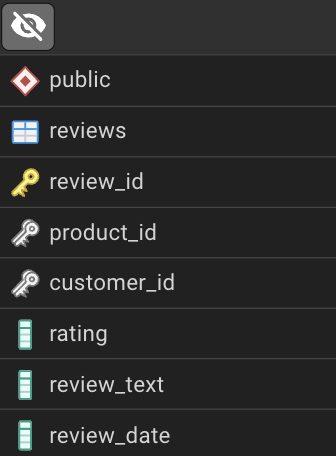 public
reviews
review_id
product_id
customer_id
rating
review_text
review_date